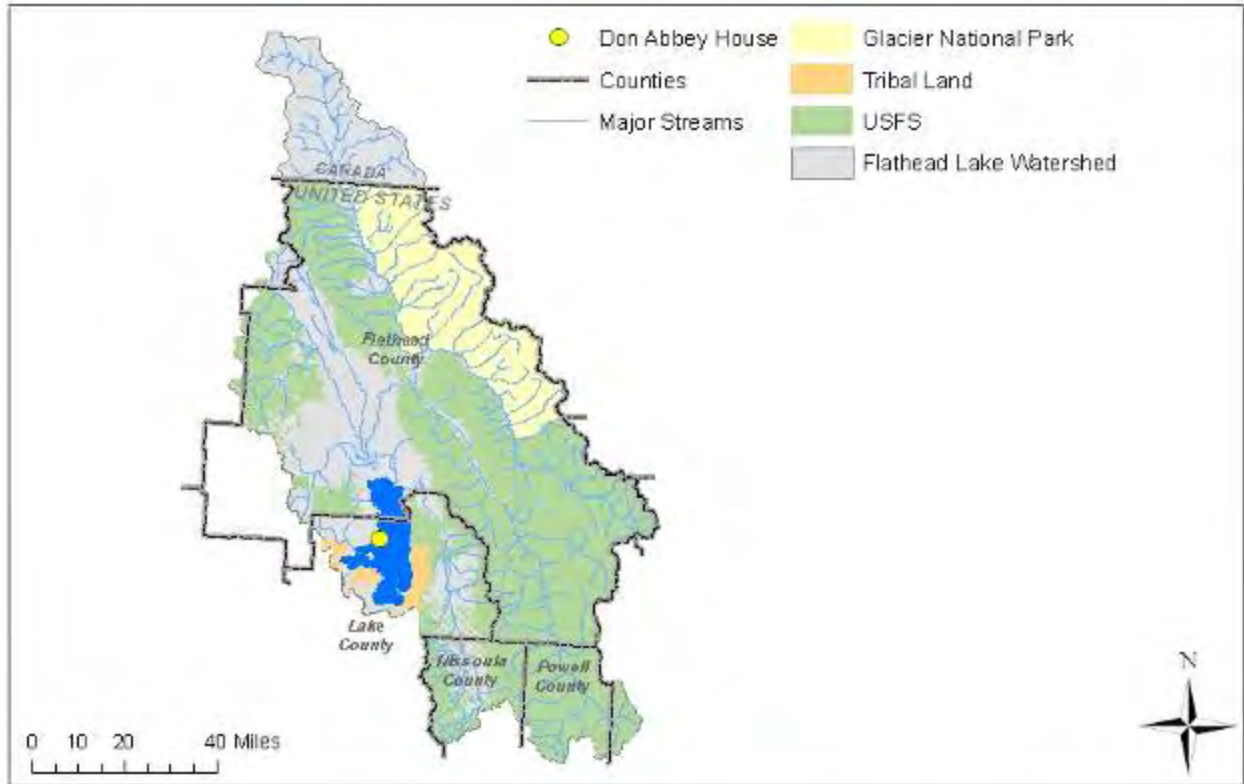 Don Abbey House
Counties
Major Streams
Glacier National Park
Tribal Land
USFS
Flathead Lake Watershed
CANADA
UNITED STATES
Flathead
County
Lake
County
Missoula
County
Powell
County
N
0 10 20 40 Miles